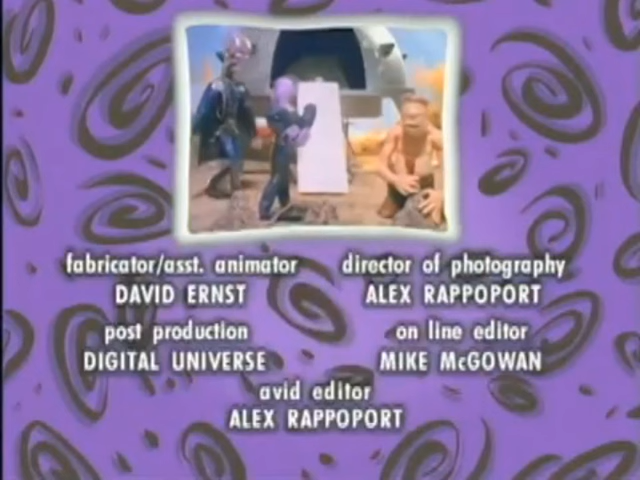 fabricator/asst. animator
DAVID ERNST
director of photography
ALEX RAPPOPORT
post production
DIGITAL UNIVERSE
on line editor
MIKE McGOWAN
avid editor
ALEX RAPPOPORT